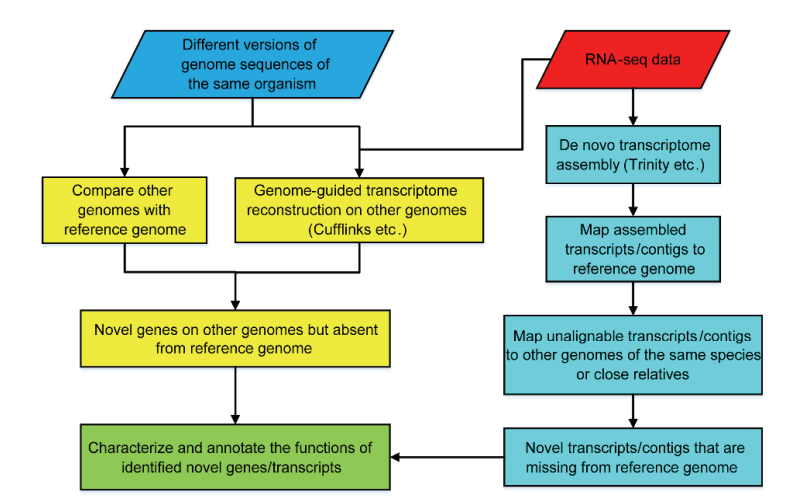 Different versions of
genome sequences of
the same organism
RNA-seq data
De novo transcriptome
assembly (Trinity etc.)
Compare other
genomes with
reference genome
Genome-guided transcriptome
reconstruction on other genomes
(Cufflinks etc.)
Map assembled
transcripts/contigs to
reference genome
Novel genes on other genomes but absent
from reference genome
Map unalignable transcripts/contigs
to other genomes of the same species
or close relatives
Characterize and annotate the functions of
identified novel genes/transcripts
Novel transcripts/contigs that are
missing from reference genome